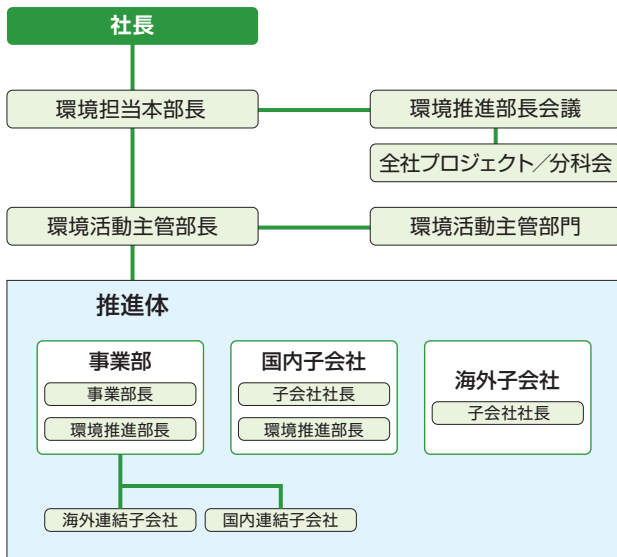 社長
環境担当本部長
環境推進部長会議
全社プロジェクト／分科会
環境活動主管部長
環境活動主管部門
推進体
事業部
事業部長
環境推進部長
国内子会社
子会社社長
環境推進部長
海外子会社
子会社社長
海外連結子会社
国内連結子会社